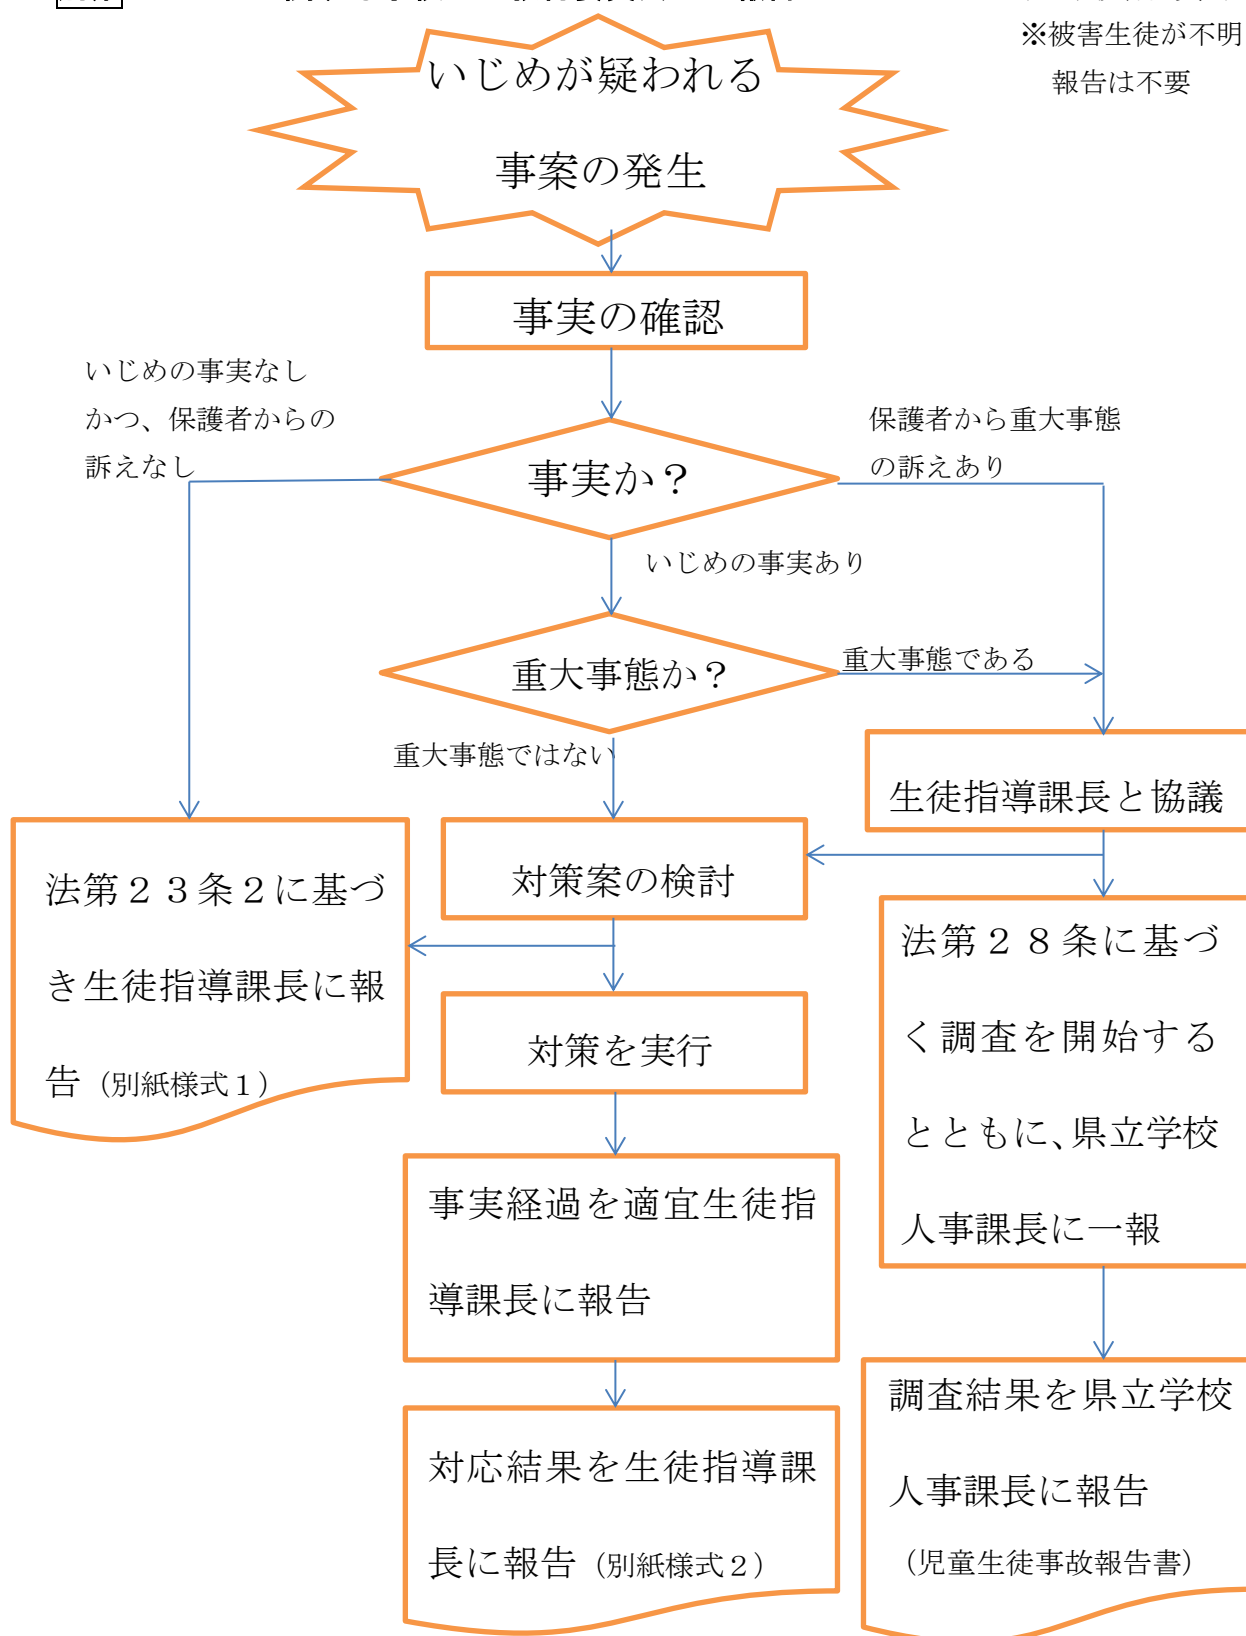 ※被害生徒が不明
報告は不要
いじめが疑われる
事案の発生
事実の確認
いじめの事実なし
かつ、保護者からの
訴えなし
保護者から重大事態
の訴えあり
事実か？
いじめの事実あり
重大事態か？
重大事態である
重大事態ではない
生徒指導課長と協議
法第２３条２に基づ
き生徒指導課長に報
告（別紙様式１）
対策案の検討
対策を実行
法第２８条に基づ
く調査を開始する
とともに、県立学校
人事課長に一報
事実経過を適宜生徒指
導課長に報告
対応結果を生徒指導課
長に報告（別紙様式２）
調査結果を県立学校
人事課長に報告
（児童生徒事故報告書）